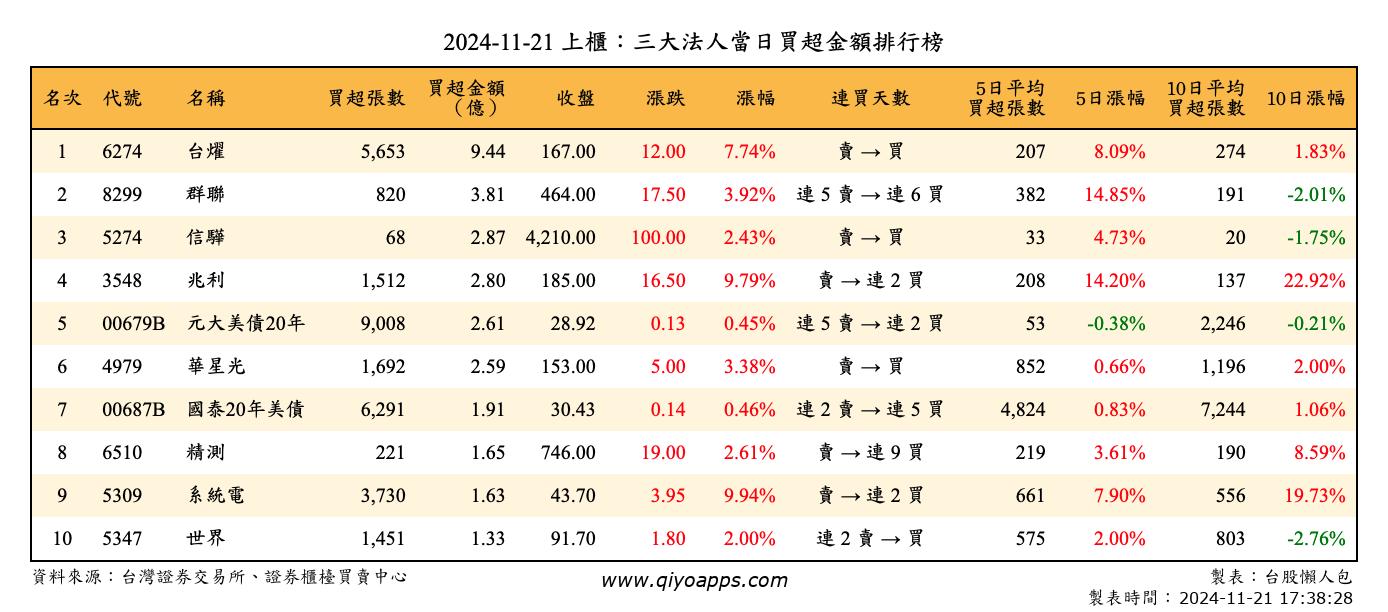 2024-11-21 上櫃：三大法人當日買超金額排行榜
名次 代號 名稱 買超張數 買超金額（億） 收盤 漲跌 漲幅 連買天數 5日平均買超張數 5日漲幅 10日平均買超張數 10日漲幅
1 6274 台燿 5,653 9.44 167.00 12.00 7.74% 賣 → 買 207 8.09% 274 1.83%
2 8299 群聯 820 3.81 464.00 17.50 3.92% 連 5 賣 → 連 6 買 382 14.85% 191 -2.01%
3 5274 信驊 68 2.87 4,210.00 100.00 2.43% 賣 → 買 33 4.73% 20 -1.75%
4 3548 兆利 1,512 2.80 185.00 16.50 9.79% 賣 → 連 2 買 208 14.20% 137 22.92%
5 00679B 元大美債20年 9,008 2.61 28.92 0.13 0.45% 連 5 賣 → 連 2 買 53 -0.38% 2,246 -0.21%
6 4979 華星光 1,692 2.59 153.00 5.00 3.38% 賣 → 買 852 0.66% 1,196 2.00%
7 00687B 國泰20年美債 6,291 1.91 30.43 0.14 0.46% 連 2 賣 → 連 5 買 4,824 0.83% 7,244 1.06%
8 6510 精測 221 1.65 746.00 19.00 2.61% 賣 → 連 9 買 219 3.61% 190 8.59%
9 5309 系統電 3,730 1.63 43.70 3.95 9.94% 賣 → 連 2 買 661 7.90% 556 19.73%
10 5347 世界 1,451 1.33 91.70 1.80 2.00% 連 2 賣 → 買 575 2.00% 803 -2.76%
資料來源：台灣證券交易所、證券櫃檯買賣中心 www.qiyoapps.com 製表：台股懶人包
製表時間：2024-11-21 17:38:28